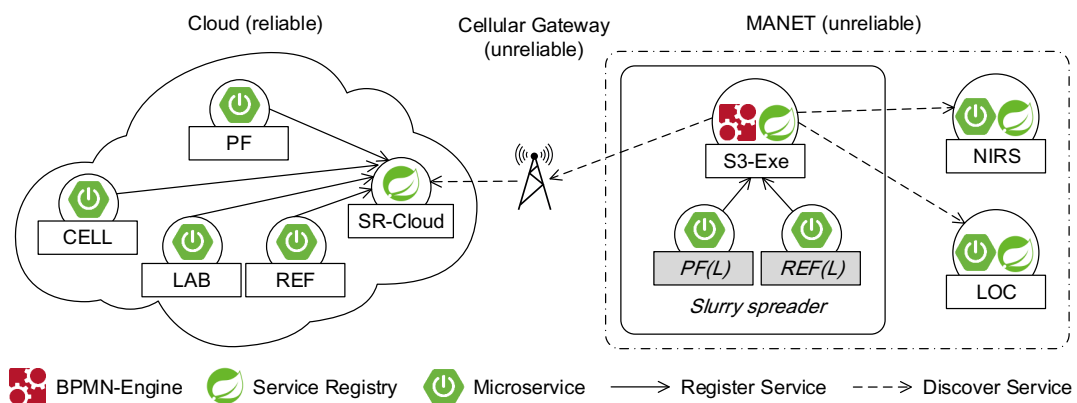 Cloud (reliable)
Cellular Gateway
(unreliable)
MANET (unreliable)
PF
CELL
LAB
REF
SR-Cloud
S3-Exe
NIRS
PF(L)
REF(L)
LOC
Slurry spreader
BPMN-Engine
Service Registry
Microservice
Register Service
Discover Service